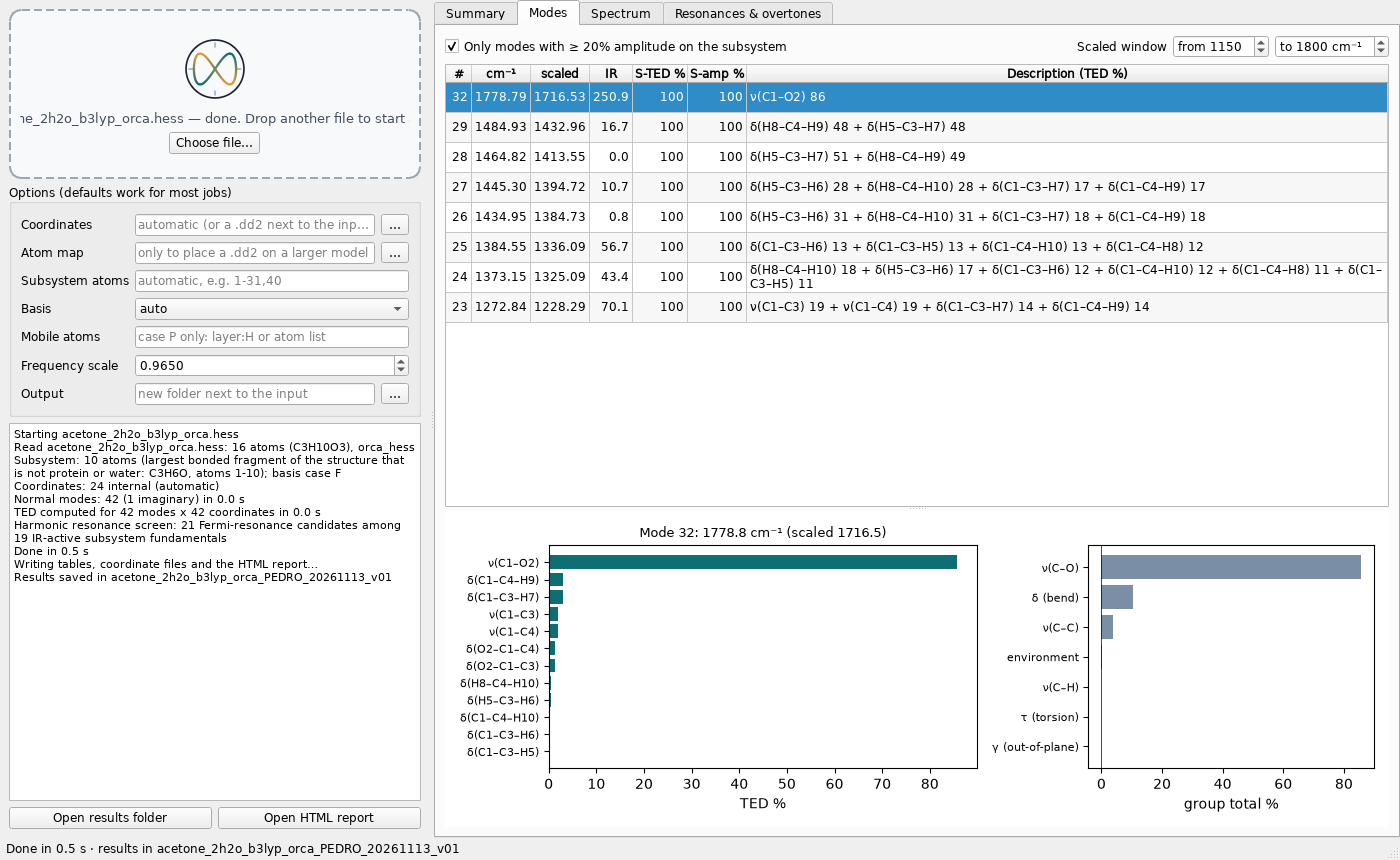 ne_2h2o_b3lyp_orca.hess — done. Drop another file to start
Choose file...
Options (defaults work for most jobs)
Coordinates automatic (or a .dd2 next to the inp... ...
Atom map only to place a .dd2 on a larger model ...
Subsystem atoms automatic, e.g. 1-31,40
Basis auto
Mobile atoms case P only: layer:H or atom list
Frequency scale 0.9650
Output new folder next to the input ...
Starting acetone_2h2o_b3lyp_orca.hess
Read acetone_2h2o_b3lyp_orca.hess: 16 atoms (C3H10O3), orca_hess
Subsystem: 10 atoms (largest bonded fragment of the structure that
is not protein or water: C3H6O, atoms 1-10); basis case F
Coordinates: 24 internal (automatic)
Normal modes: 42 (1 imaginary) in 0.0 s
TED computed for 42 modes x 42 coordinates in 0.0 s
Harmonic resonance screen: 21 Fermi-resonance candidates among
19 IR-active subsystem fundamentals
Done in 0.5 s
Writing tables, coordinate files and the HTML report...
Results saved in acetone_2h2o_b3lyp_orca_PEDRO_20261113_v01
Open results folder Open HTML report
Summary Modes Spectrum Resonances & overtones
Only modes with ≥ 20% amplitude on the subsystem Scaled window from 1150 to 1800 cm⁻¹
# cm⁻¹ scaled IR S-TED % S-amp % Description (TED %)
32 1778.79 1716.53 250.9 100 100 ν(C1–O2) 86
29 1484.93 1432.96 16.7 100 100 δ(H8–C4–H9) 48 + δ(H5–C3–H7) 48
28 1464.82 1413.55 0.0 100 100 δ(H5–C3–H7) 51 + δ(H8–C4–H9) 49
27 1445.30 1394.72 10.7 100 100 δ(H5–C3–H6) 28 + δ(H8–C4–H10) 28 + δ(C1–C3–H7) 17 + δ(C1–C4–H9) 17
26 1434.95 1384.73 0.8 100 100 δ(H5–C3–H6) 31 + δ(H8–C4–H10) 31 + δ(C1–C3–H7) 18 + δ(C1–C4–H9) 18
25 1384.55 1336.09 56.7 100 100 δ(C1–C3–H6) 13 + δ(C1–C3–H5) 13 + δ(C1–C4–H10) 13 + δ(C1–C4–H8) 12
24 1373.15 1325.09 43.4 100 100 δ(H8–C4–H10) 18 + δ(H5–C3–H6) 17 + δ(C1–C3–H6) 12 + δ(C1–C4–H10) 12 + δ(C1–C4–H8) 11 + δ(C1–
C3–H5) 11
23 1272.84 1228.29 70.1 100 100 ν(C1–C3) 19 + ν(C1–C4) 19 + δ(C1–C3–H7) 14 + δ(C1–C4–H9) 14
Mode 32: 1778.8 cm⁻¹ (scaled 1716.5)
ν(C1–O2)
δ(C1–C4–H9)
δ(C1–C3–H7)
ν(C1–C3)
ν(C1–C4)
δ(O2–C1–C4)
δ(O2–C1–C3)
δ(H8–C4–H10)
δ(H5–C3–H6)
δ(C1–C4–H10)
δ(C1–C3–H6)
δ(C1–C3–H5)
0 10 20 30 40 50 60 70 80
TED %
ν(C–O)
δ (bend)
ν(C–C)
environment
ν(C–H)
τ (torsion)
γ (out-of-plane)
0 20 40 60 80
group total %
Done in 0.5 s · results in acetone_2h2o_b3lyp_orca_PEDRO_20261113_v01